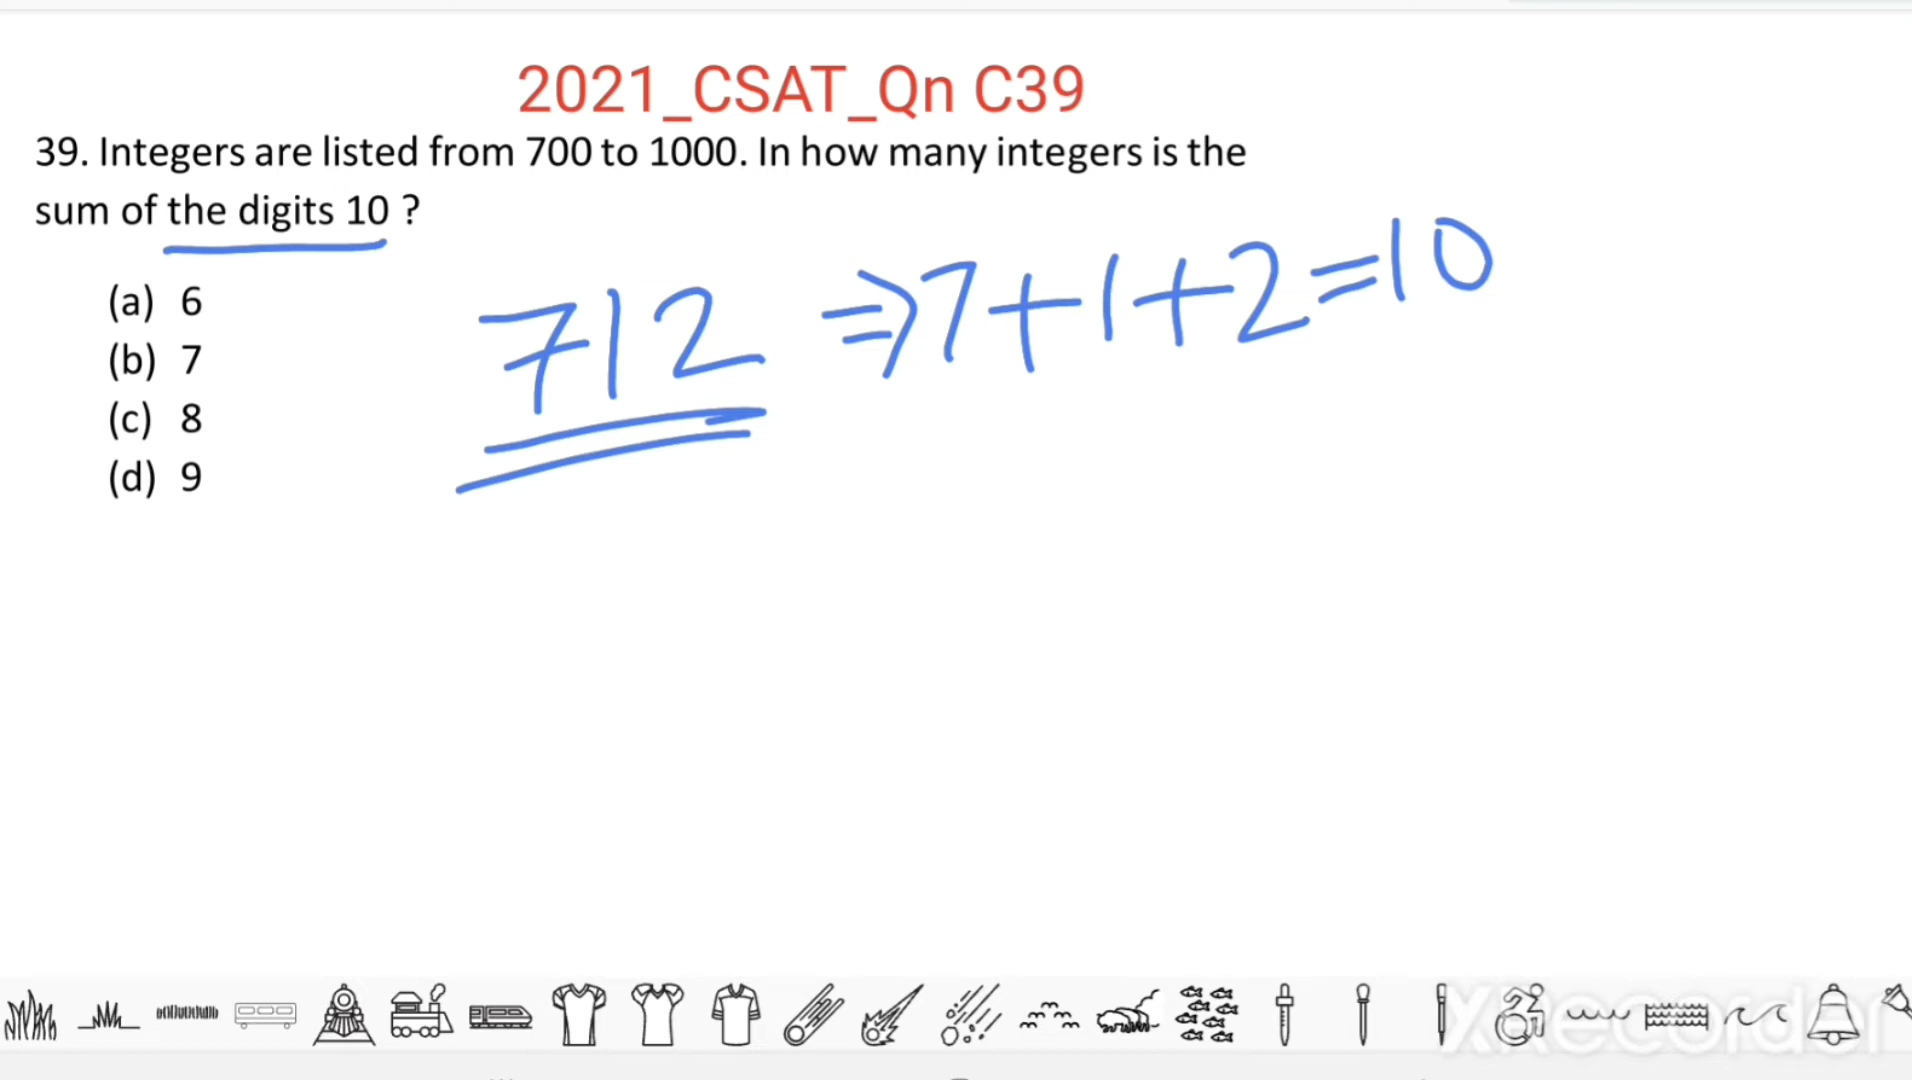 2021_CSAT_Qn C39
39. Integers are listed from 700 to 1000. In how many integers is the
sum of the digits 10 ?
712 ⇒ 7+1+2=10
(a) 6
(b) 7
(c) 8
(d) 9
XRecorder